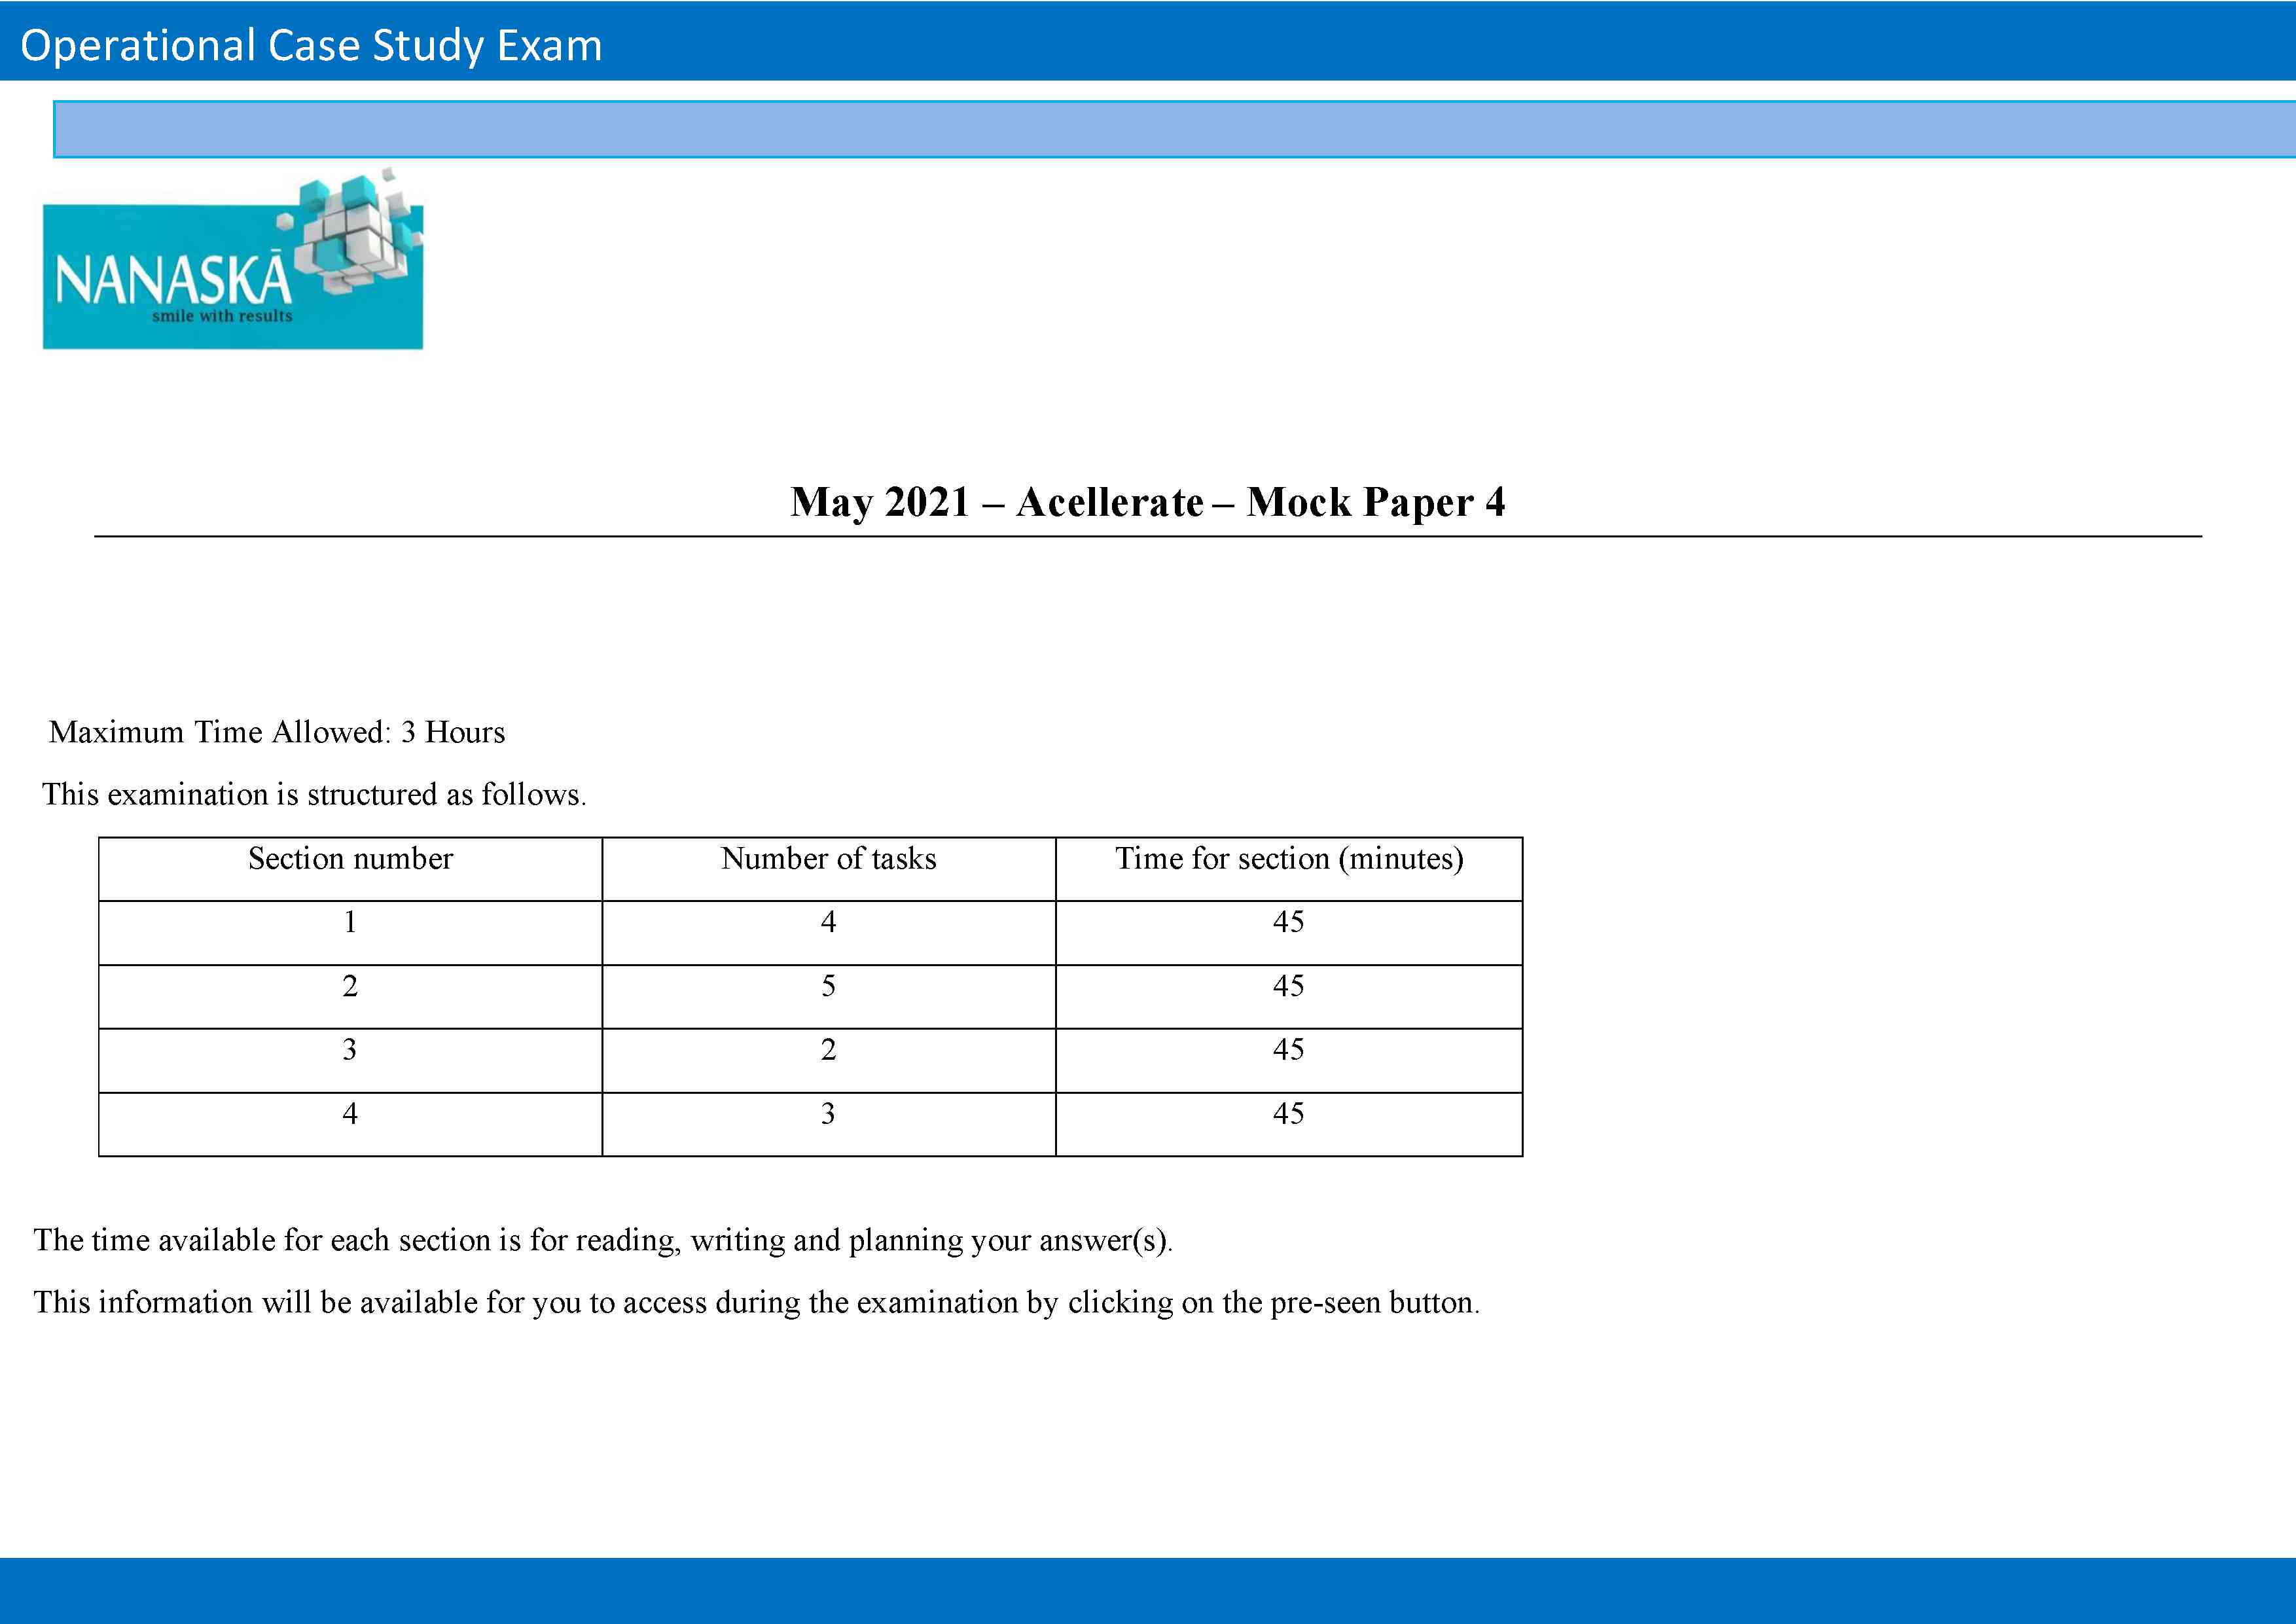 Operational Case Study Exam
NANASKĀ
smile with results
May 2021 – Acellerate – Mock Paper 4
Maximum Time Allowed: 3 Hours
This examination is structured as follows.
Section number Number of tasks Time for section (minutes)
1 4 45
2 5 45
3 2 45
4 3 45
The time available for each section is for reading, writing and planning your answer(s).
This information will be available for you to access during the examination by clicking on the pre-seen button.